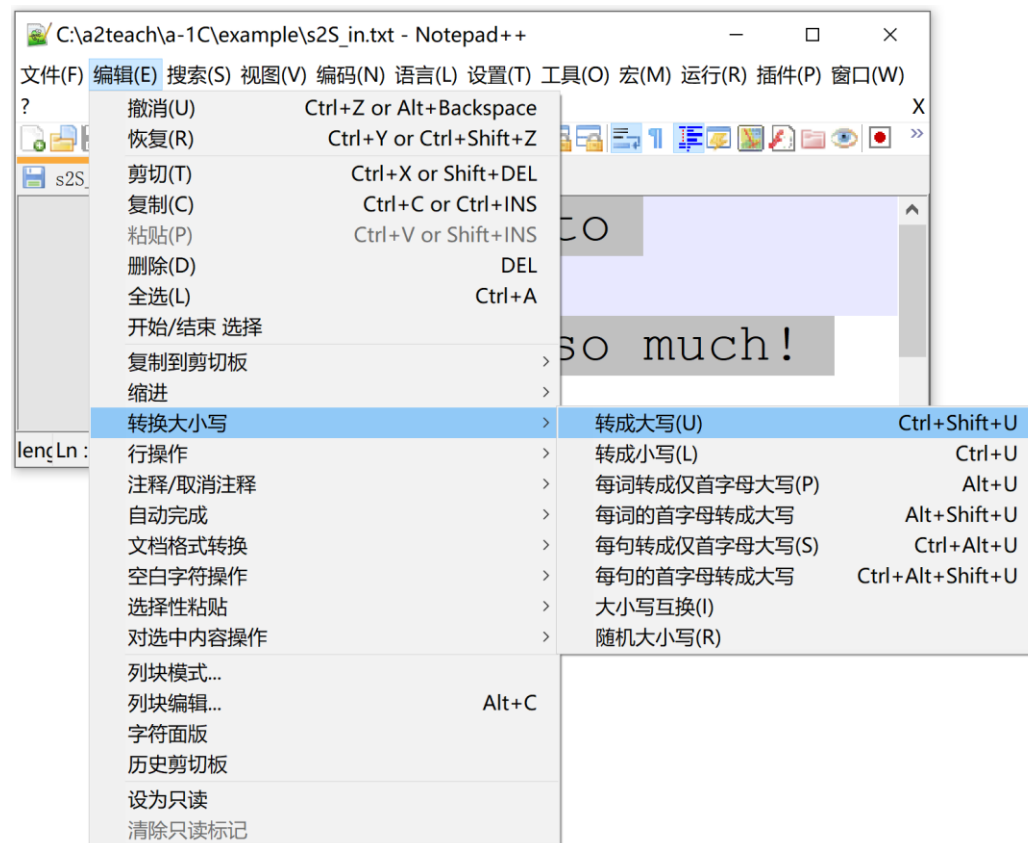 C:\a2teach\a-1C\example\s2S_in.txt - Notepad++
文件(F) 编辑(E) 搜索(S) 视图(V) 编码(N) 语言(L) 设置(T) 工具(O) 宏(M) 运行(R) 插件(P) 窗口(W)
? X
撤消(U) Ctrl+Z or Alt+Backspace
恢复(R) Ctrl+Y or Ctrl+Shift+Z
剪切(T) Ctrl+X or Shift+DEL
s2S_
复制(C) Ctrl+C or Ctrl+INS
粘贴(P) Ctrl+V or Shift+INS
to
删除(D) DEL
全选(L) Ctrl+A
开始/结束 选择
so much!
复制到剪切板
缩进
转换大小写
转成大写(U) Ctrl+Shift+U
行操作
转成小写(L) Ctrl+U
leng Ln :
注释/取消注释
每词转成仅首字母大写(P) Alt+U
自动完成
每词的首字母转成大写 Alt+Shift+U
文档格式转换
每句转成仅首字母大写(S) Ctrl+Alt+U
空白字符操作
每句的首字母转成大写 Ctrl+Alt+Shift+U
选择性粘贴
大小写互换(I)
对选中内容操作
随机大小写(R)
列块模式...
列块编辑... Alt+C
字符面版
历史剪切板
设为只读
清除只读标记